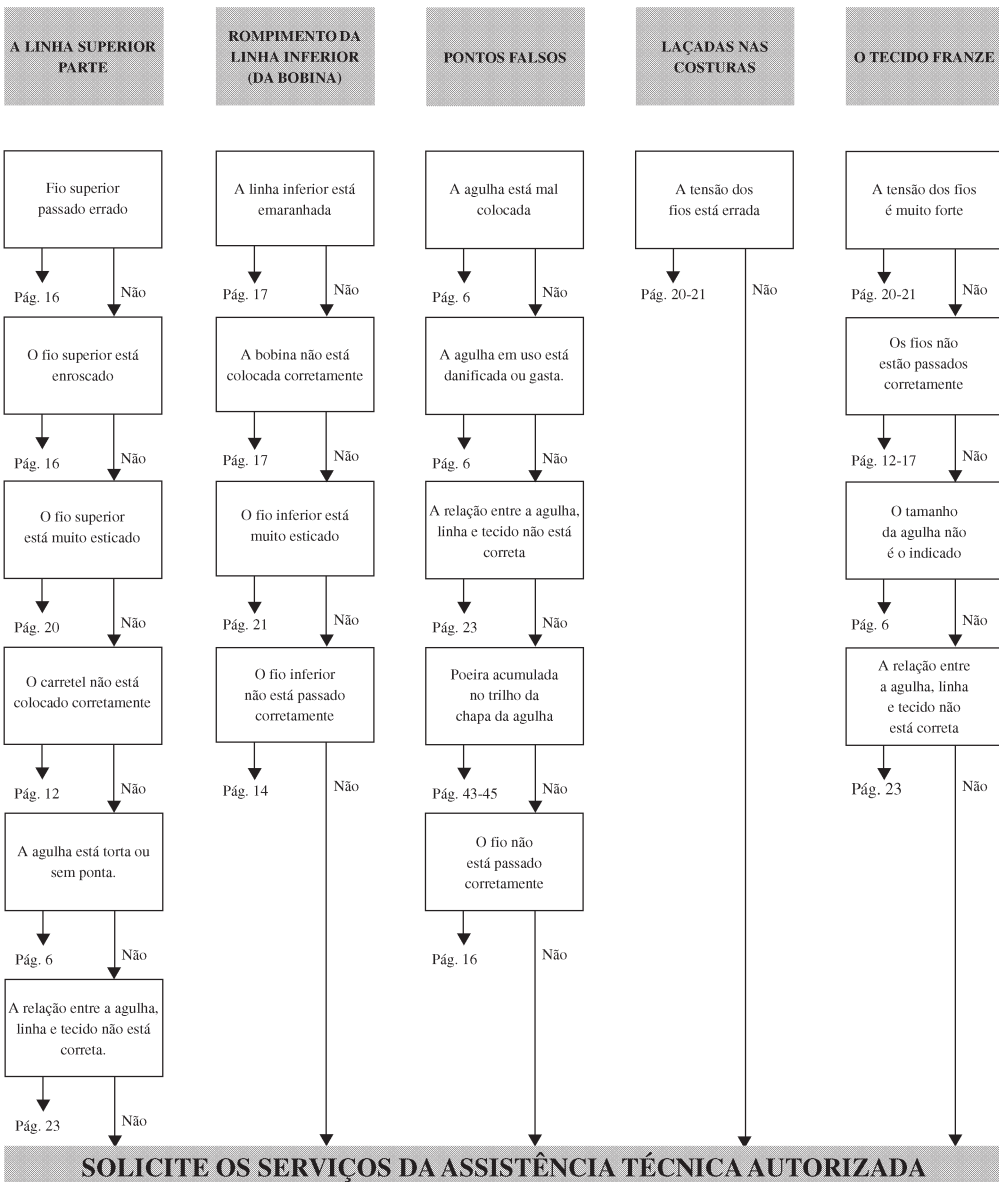 A LINHA SUPERIOR
PARTE
Fio superior
passado errado
Pág. 16
Não
O fio superior está
enroscado
Pág. 16
Não
O fio superior
está muito esticado
Pág. 20
Não
O carretel não está
colocado corretamente
Pág. 12
Não
A agulha está torta ou
sem ponta.
Pág. 6
Não
A relação entre a agulha,
linha e tecido não está
correta.
Pág. 23
Não
ROMPIMENTO DA
LINHA INFERIOR
(DA BOBINA)
A linha inferior está
emaranhada
Pág. 17
Não
A bobina não está
colocada corretamente
Pág. 17
Não
O fio inferior está
muito esticado
Pág. 21
Não
O fio inferior
não está passado
corretamente
Pág. 14
Não
PONTOS FALSOS
A agulha está mal
colocada
Pág. 6
Não
A agulha em uso está
danificada ou gasta.
Pág. 6
Não
A relação entre a agulha,
linha e tecido não está
correta
Pág. 23
Não
Poeira acumulada
no trilho da
chapa da agulha
Pág. 43-45
Não
O fio não
está passado
corretamente
Pág. 16
Não
LAÇADAS NAS
COSTURAS
A tensão dos
fios está errada
Pág. 20-21
Não
O TECIDO FRANZE
A tensão dos fios
é muito forte
Pág. 20-21
Não
Os fios não
estão passados
corretamente
Pág. 12-17
Não
O tamanho
da agulha não
é o indicado
Pág. 6
Não
A relação entre
a agulha, linha
e tecido não
está correta
Pág. 23
Não
SOLICITE OS SERVIÇOS DA ASSISTÊNCIA TÉCNICA AUTORIZADA